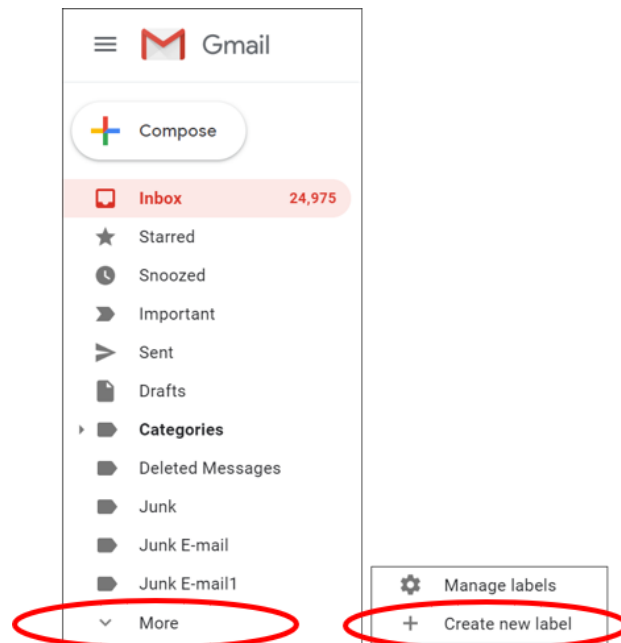 Gmail
Compose
Inbox 24,975
Starred
Snoozed
Important
Sent
Drafts
Categories
Deleted Messages
Junk
Junk E-mail
Junk E-mail1
More
Manage labels
Create new label